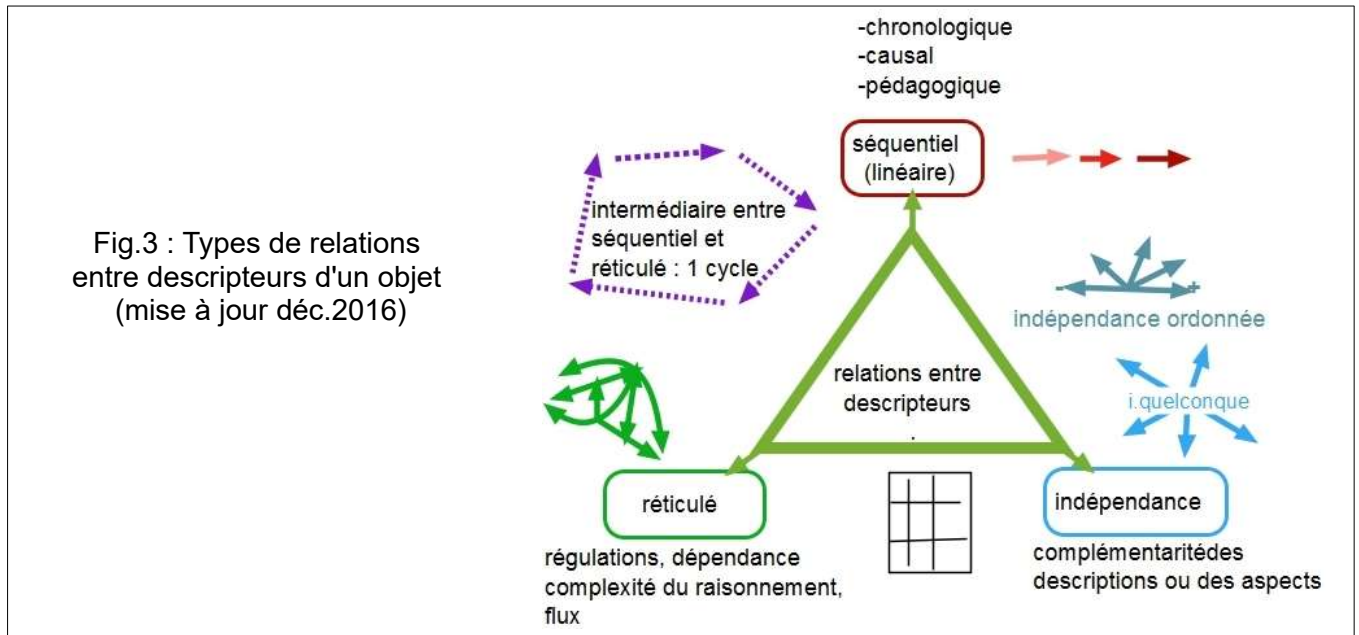 Fig.3 : Types de relations
entre descripteurs d'un objet
(mise à jour déc.2016)
-chronologique
-causal
-pédagogique
séquentiel
(linéaire)
intermédiaire entre
séquentiel et
réticulé : 1 cycle
- +
indépendance ordonnée
relations entre
descripteurs
.
i.quelconque
réticulé
régulations, dépendance
complexité du raisonnement,
flux
indépendance
complémentaritédes
descriptions ou des aspects